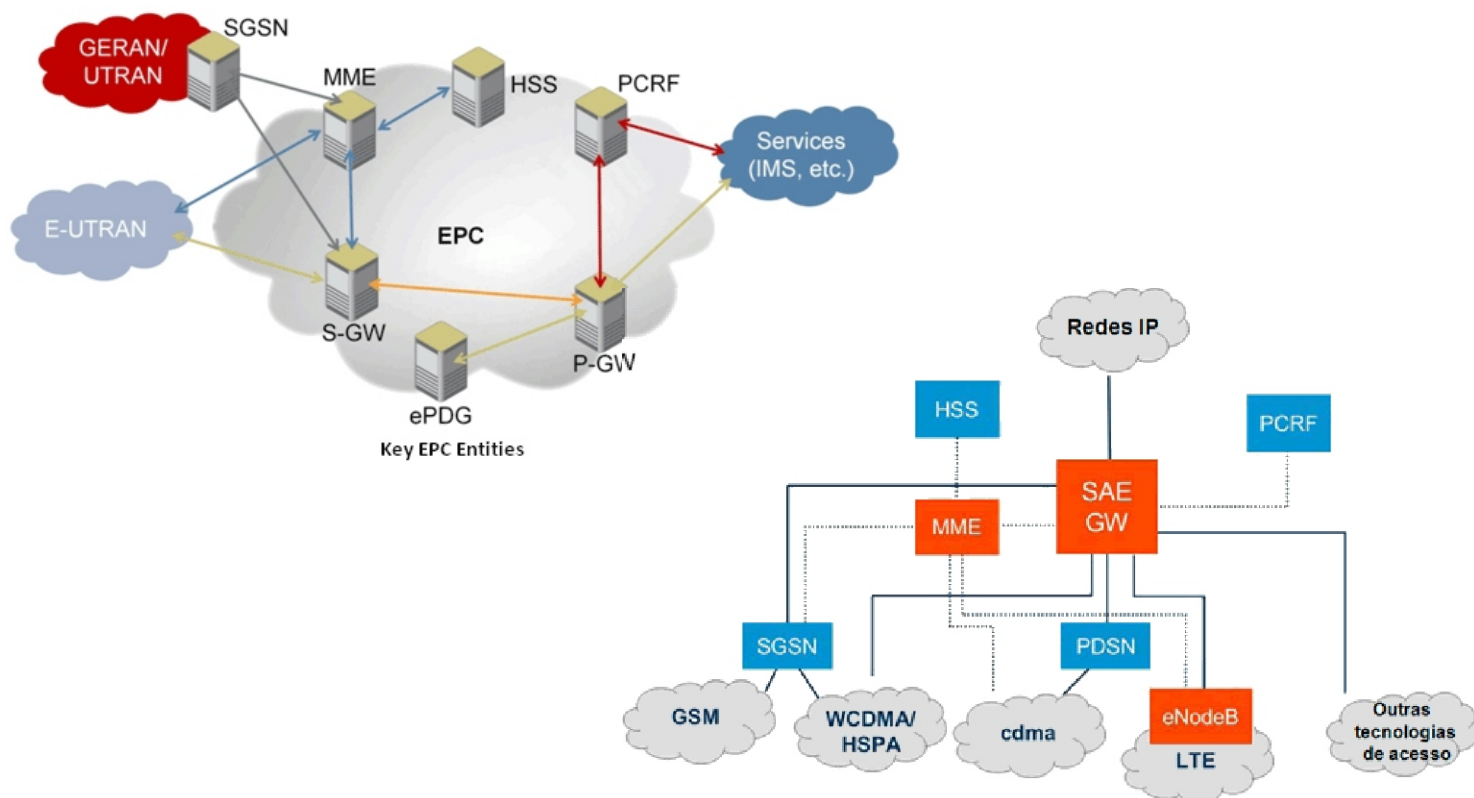 SGSN
GERAN/
UTRAN
MME
HSS
PCRF
Services
(IMS, etc.)
E-UTRAN
EPC
S-GW
P-GW
ePDG
Key EPC Entities
Redes IP
HSS
PCRF
SAE
GW
MME
SGSN
PDSN
GSM
WCDMA/
HSPA
cdma
eNodeB
LTE
Outras
tecnologias
de acesso